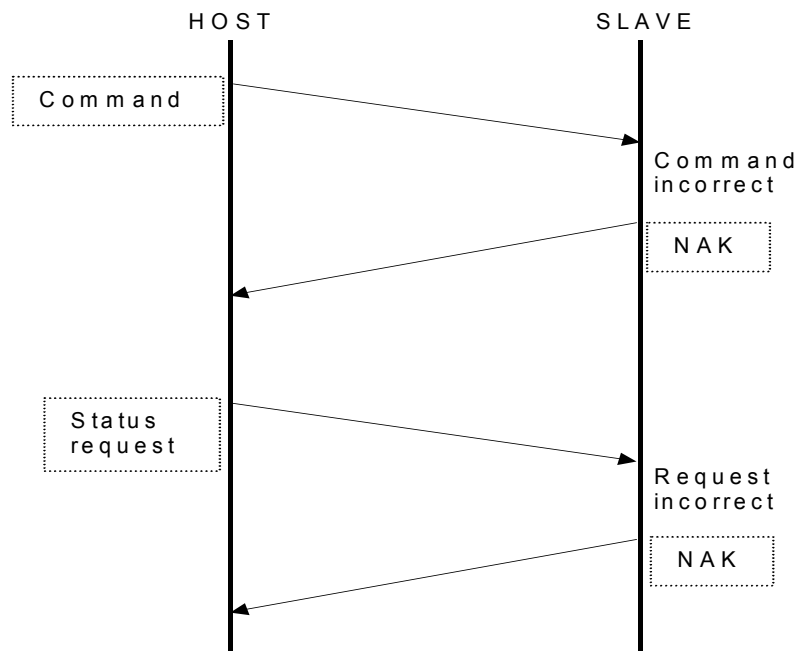 HOST
SLAVE
Command
Command
incorrect
NAK
Status
request
Request
incorrect
NAK